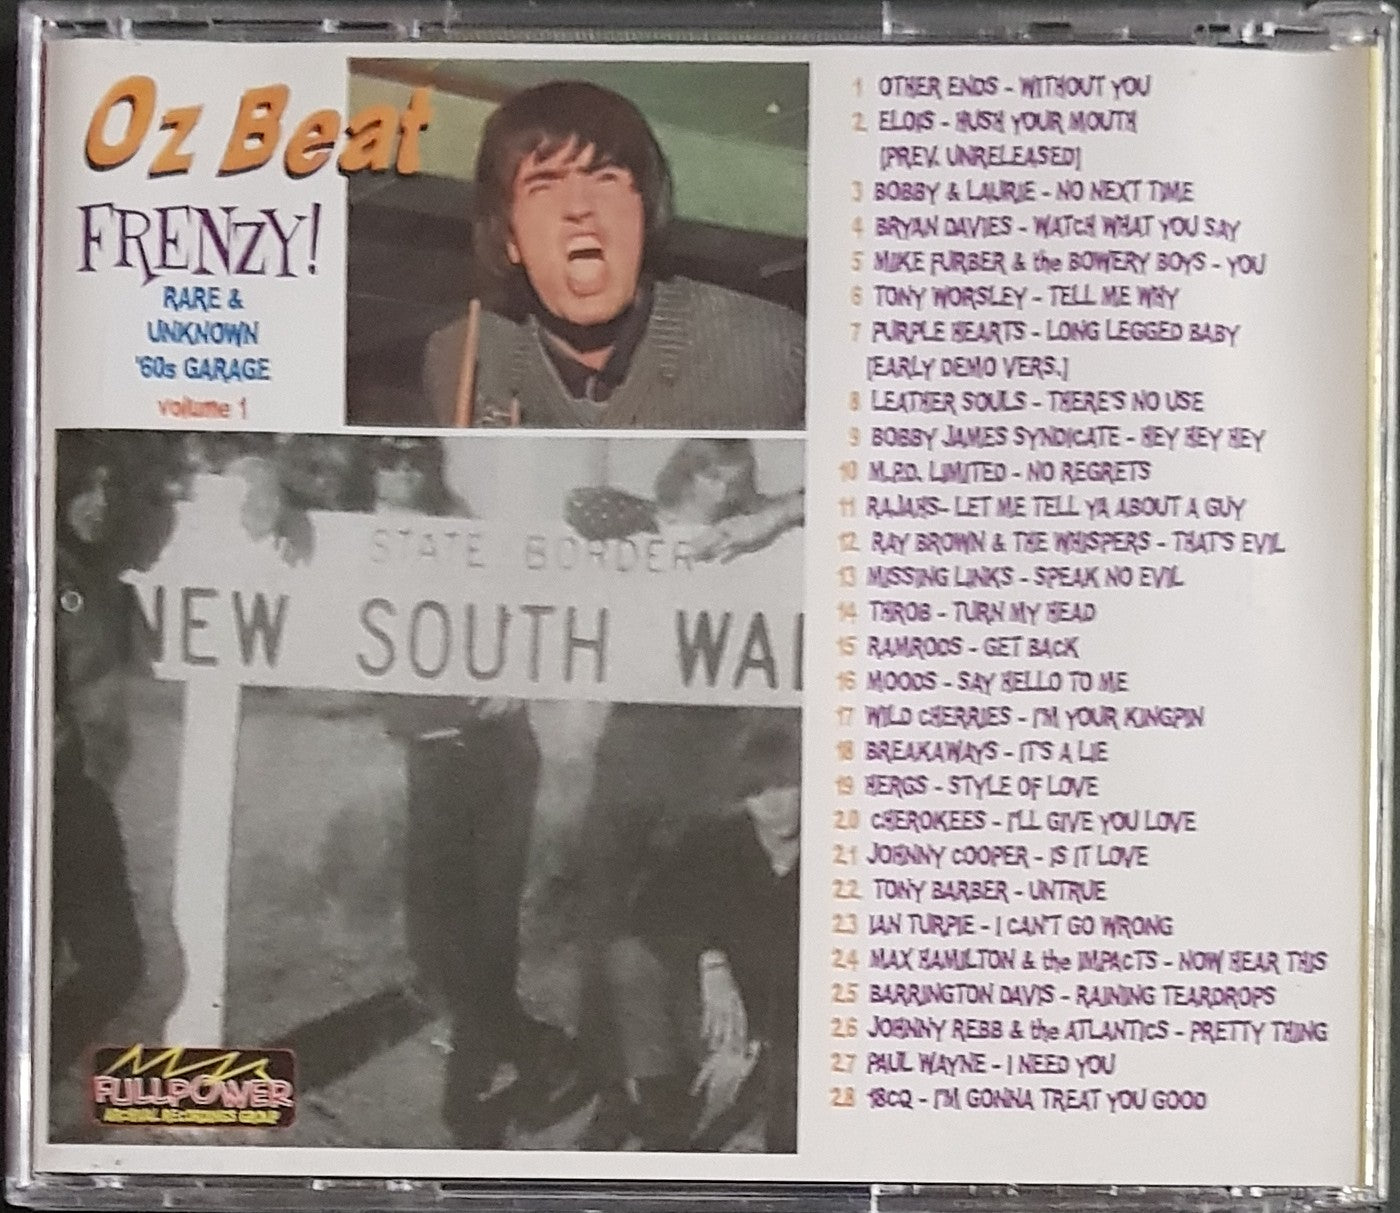 Oz Beat
FRENZY!
RARE &
UNKNOWN
'60s GARAGE
volume 1
STATE BORDER
NEW SOUTH WAL
FULLPOWER
ARCHIVAL RECORDINGS GROUP
1 OTHER ENDS - WITHOUT YOU
2 ELOIS - HUSH YOUR MOUTH
[PREV. UNRELEASED]
3 BOBBY & LAURIE - NO NEXT TIME
4 BRYAN DAVIES - WATCH WHAT YOU SAY
5 MIKE FURBER & the BOWERY BOYS - YOU
6 TONY WORSLEY - TELL ME WHY
7 PURPLE HEARTS - LONG LEGGED BABY
[EARLY DEMO VERS.]
8 LEATHER SOULS - THERE'S NO USE
9 BOBBY JAMES SYNDICATE - HEY HEY HEY
10 M.P.D. LIMITED - NO REGRETS
11 RAJAHS- LET ME TELL YA ABOUT A GUY
12 RAY BROWN & THE WHISPERS - THAT'S EVIL
13 MISSING LINKS - SPEAK NO EVIL
14 THROB - TURN MY HEAD
15 RAMRODS - GET BACK
16 MOODS - SAY HELLO TO ME
17 WILD CHERRIES - I'M YOUR KINGPIN
18 BREAKAWAYS - IT'S A LIE
19 HERGS - STYLE OF LOVE
20 CHEROKEES - I'LL GIVE YOU LOVE
21 JOHNNY COOPER - IS IT LOVE
22 TONY BARBER - UNTRUE
23 IAN TURPIE - I CAN'T GO WRONG
24 MAX HAMILTON & the IMPACTS - NOW HEAR THIS
25 BARRINGTON DAVIS - RAINING TEARDROPS
26 JOHNNY REBB & the ATLANTICS - PRETTY THING
27 PAUL WAYNE - I NEED YOU
28 18CQ - I'M GONNA TREAT YOU GOOD